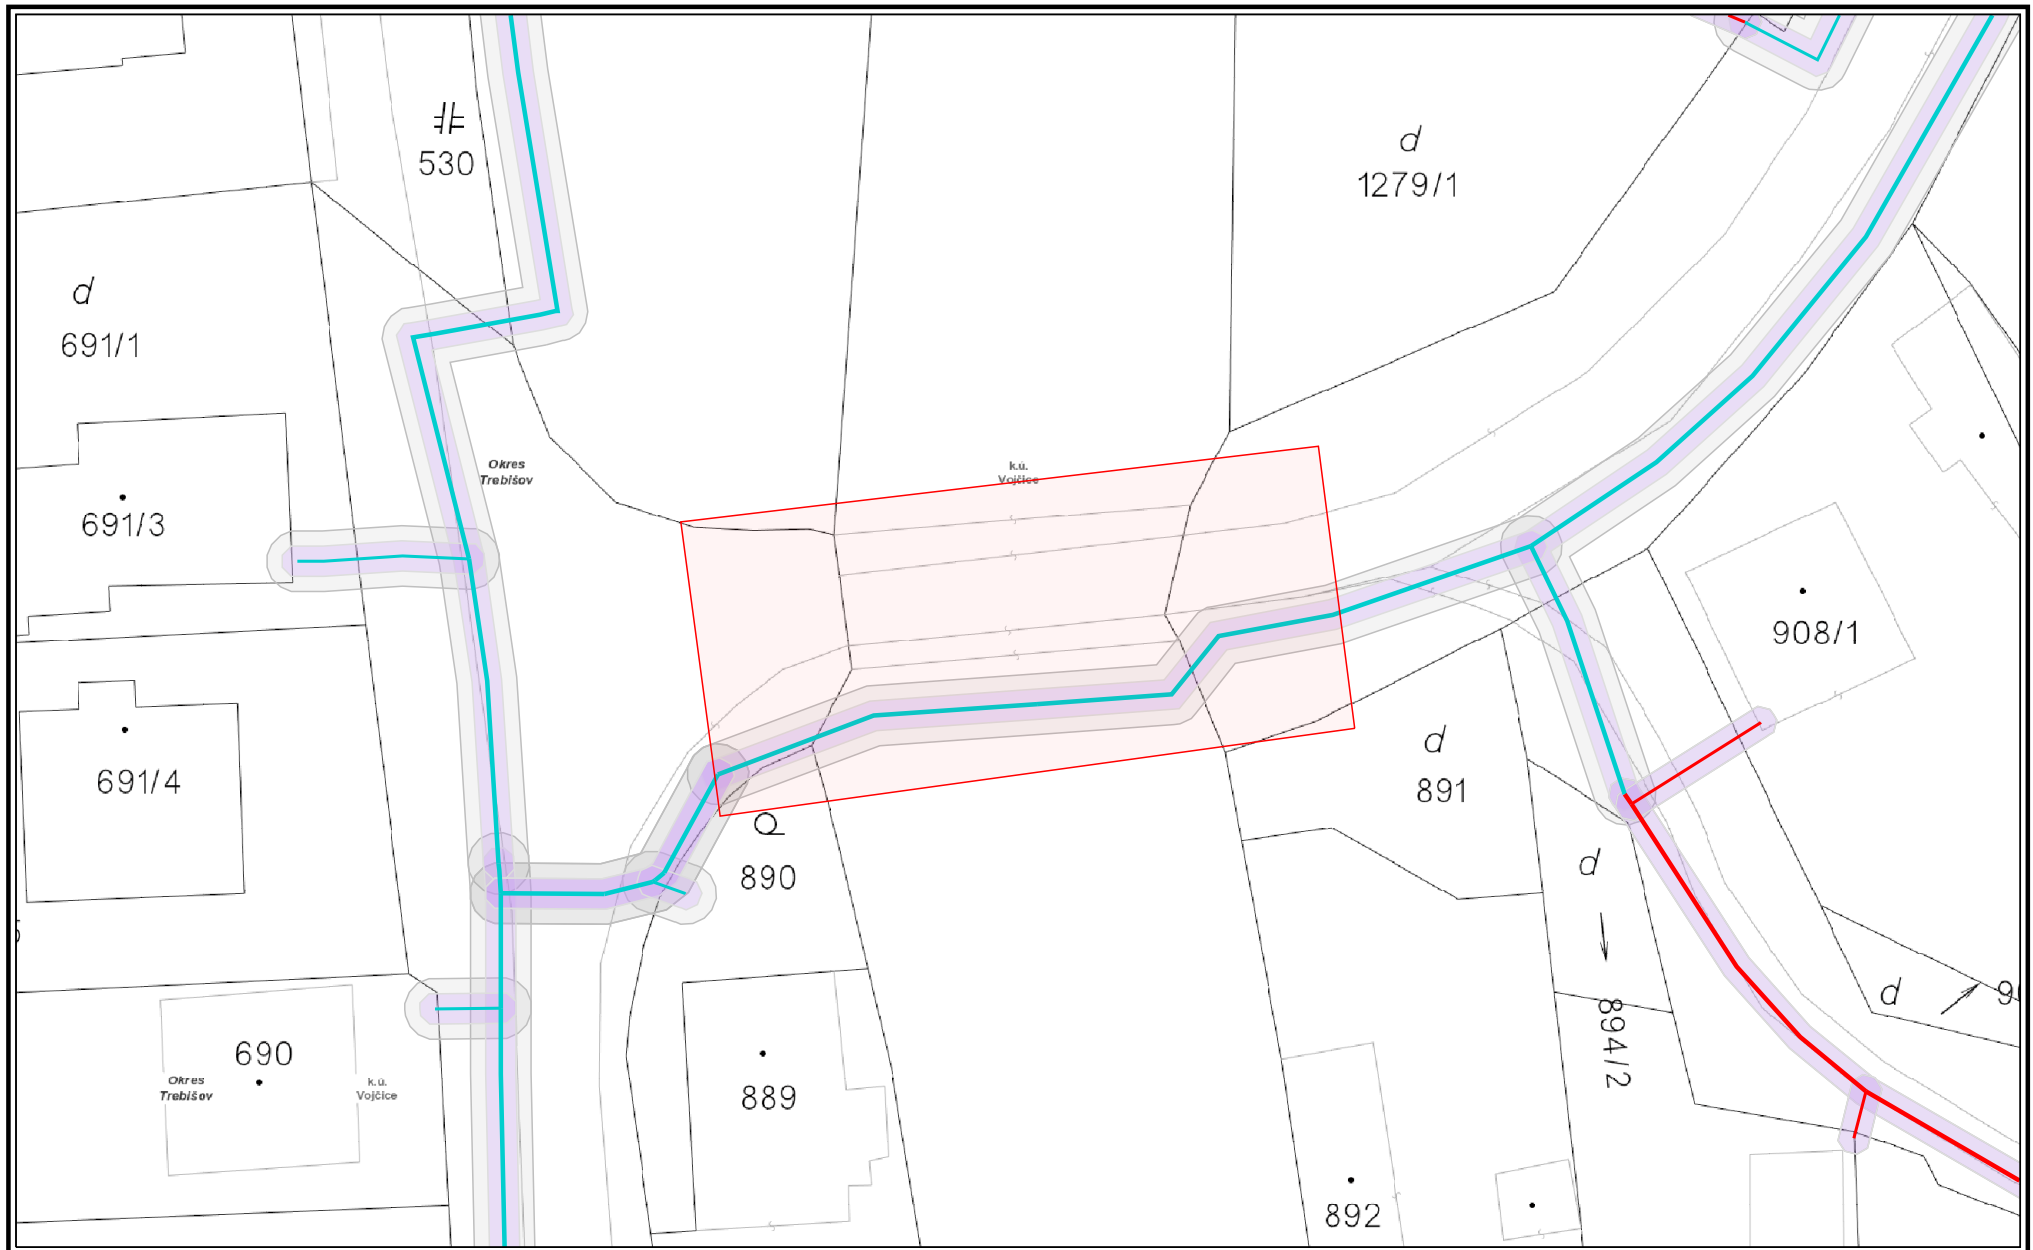 530
d
1279/1
d
691/1
Okres
Trebišov
k.ú.
Vojčice
691/3
908/1
d
891
691/4
d
890
d
d
894/2
690
Okres
Trebišov
k.ú.
Vojčice
889
892